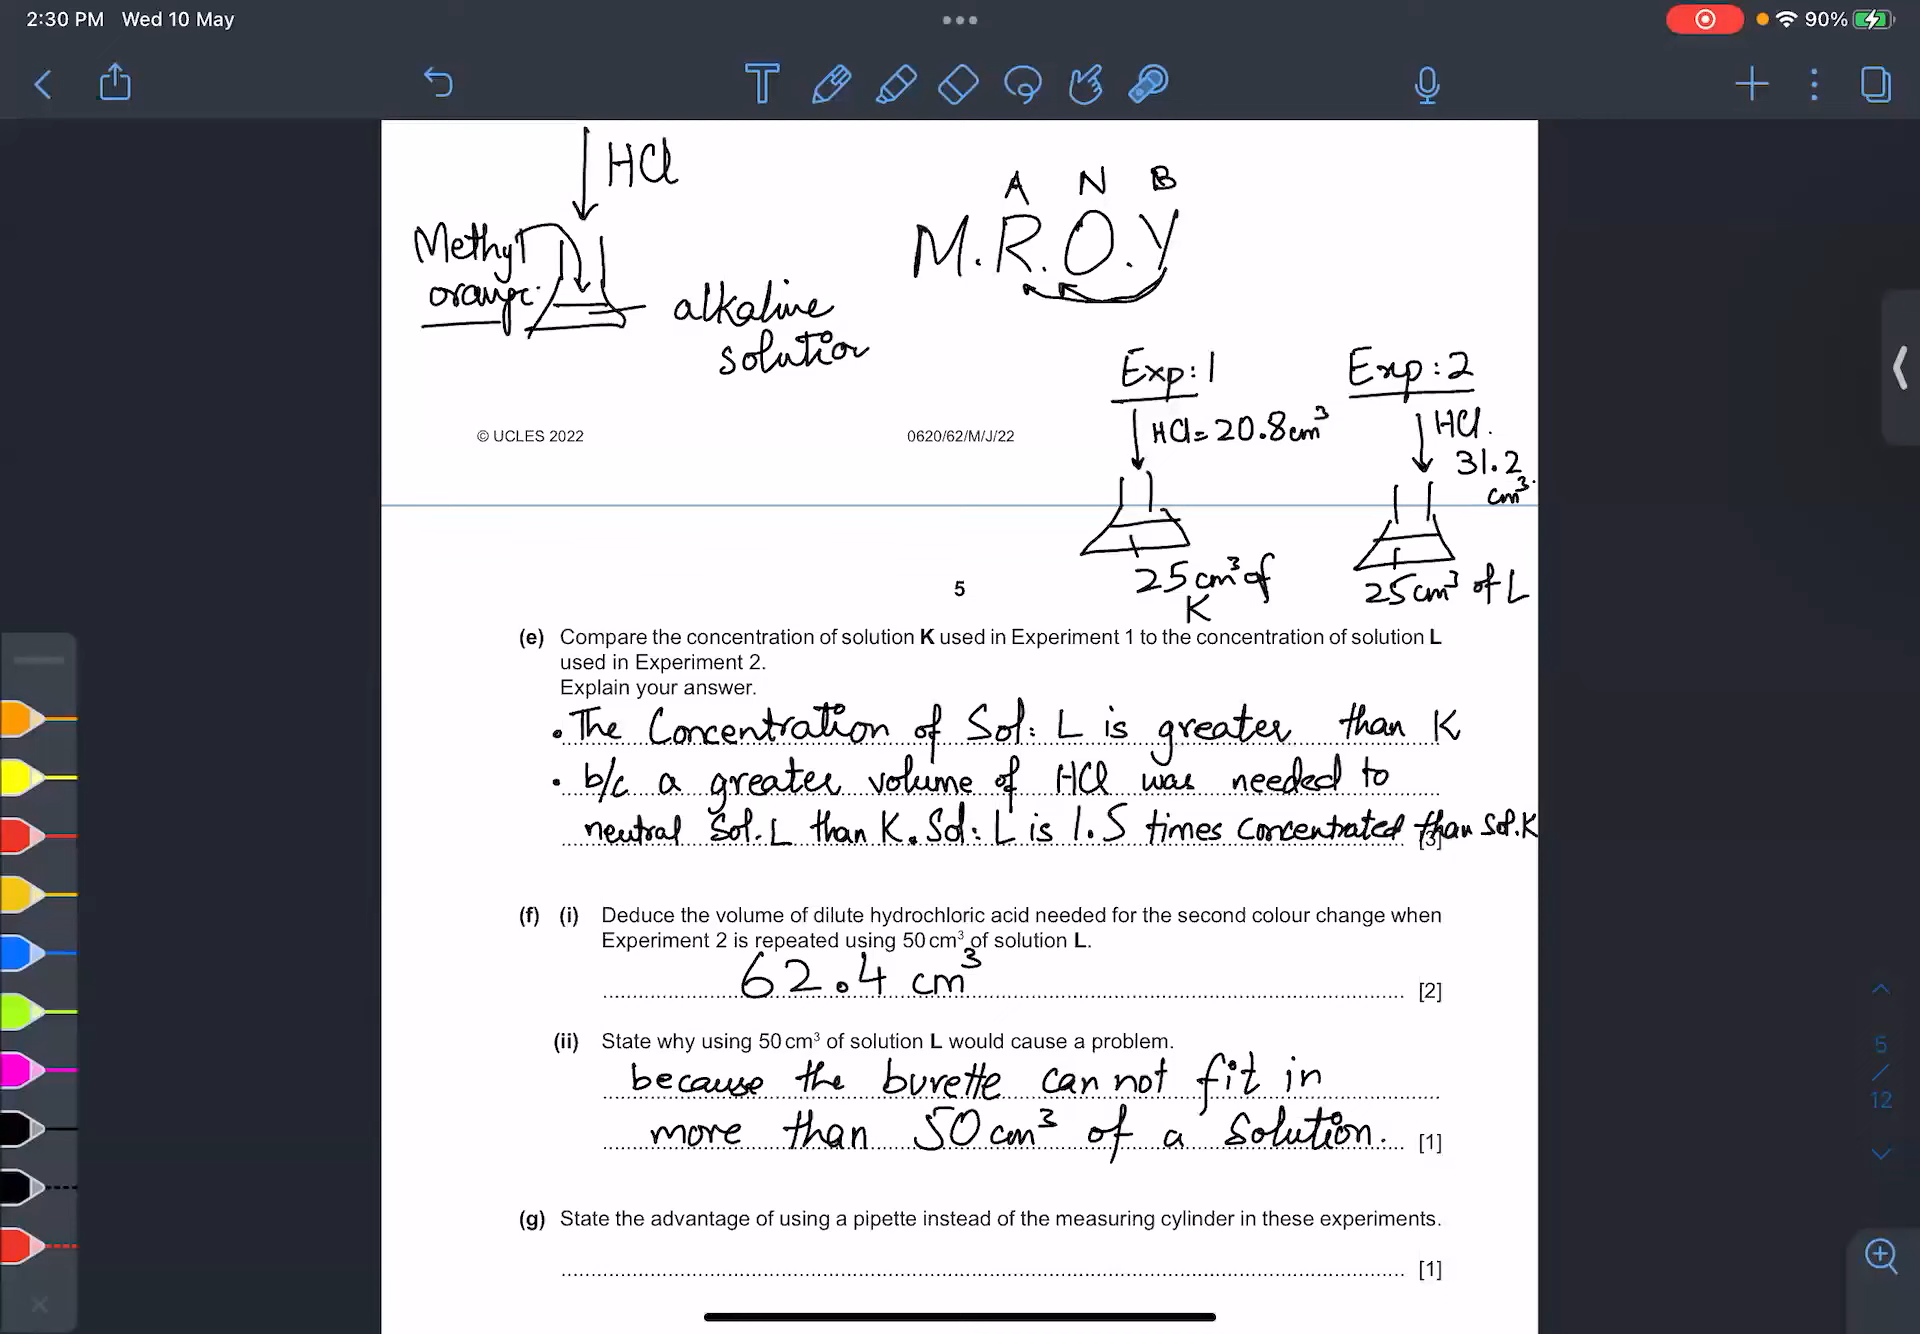 2:30 PM Wed 10 May
90%
HCl
A N B
M.R.O.Y
Methyl
orange.
alkaline
solution
Exp:1
Exp:2
HCl=20.8cm³
HCl.
31.2
cm³.
© UCLES 2022
0620/62/M/J/22
25cm³ of
K
25cm³ of L
5
(e) Compare the concentration of solution K used in Experiment 1 to the concentration of solution L
used in Experiment 2.
Explain your answer.
• The Concentration of Sol: L is greater than K
• b/c a greater volume of HCl was needed to
neutral Sol. L than K. Sol: L is 1.5 times concentrated than Sol. K
[3]
(f) (i) Deduce the volume of dilute hydrochloric acid needed for the second colour change when
Experiment 2 is repeated using 50 cm³ of solution L.
62.4 cm³
[2]
(ii) State why using 50 cm³ of solution L would cause a problem.
because the burette can not fit in
more than 50 cm³ of a solution.
[1]
(g) State the advantage of using a pipette instead of the measuring cylinder in these experiments.
[1]
5
/
12